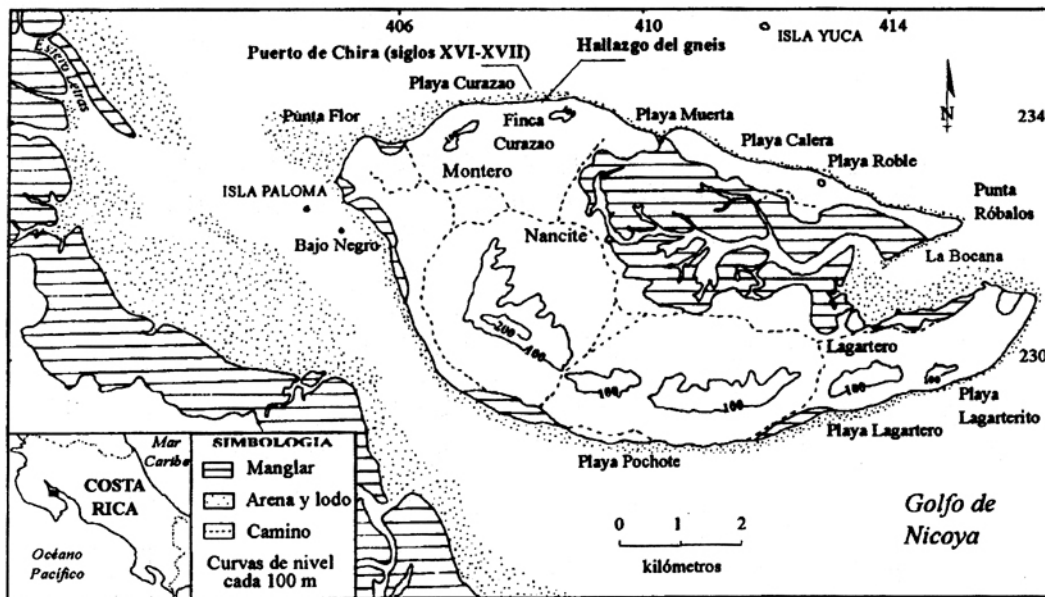 406
410
414
ISLA YUCA
Puerto de Chira (siglos XVI-XVII)
Hallazgo del gneis
Estero Letras
Playa Curazao
Punta Flor
Finca
Curazao
Playa Muerta
N
234
Playa Calera
Montero
Playa Roble
ISLA PALOMA
Punta
Róbalos
Bajo Negro
Nancite
La Bocana
200
100
Lagartero
230
100
100
100
100
Playa
Lagarterito
Playa Lagartero
Playa Pochote
SIMBOLOGIA
Manglar
Arena y lodo
Camino
Curvas de nivel
cada 100 m
Mar
Caribe
COSTA
RICA
Océano
Pacífico
0 1 2
kilómetros
Golfo de
Nicoya